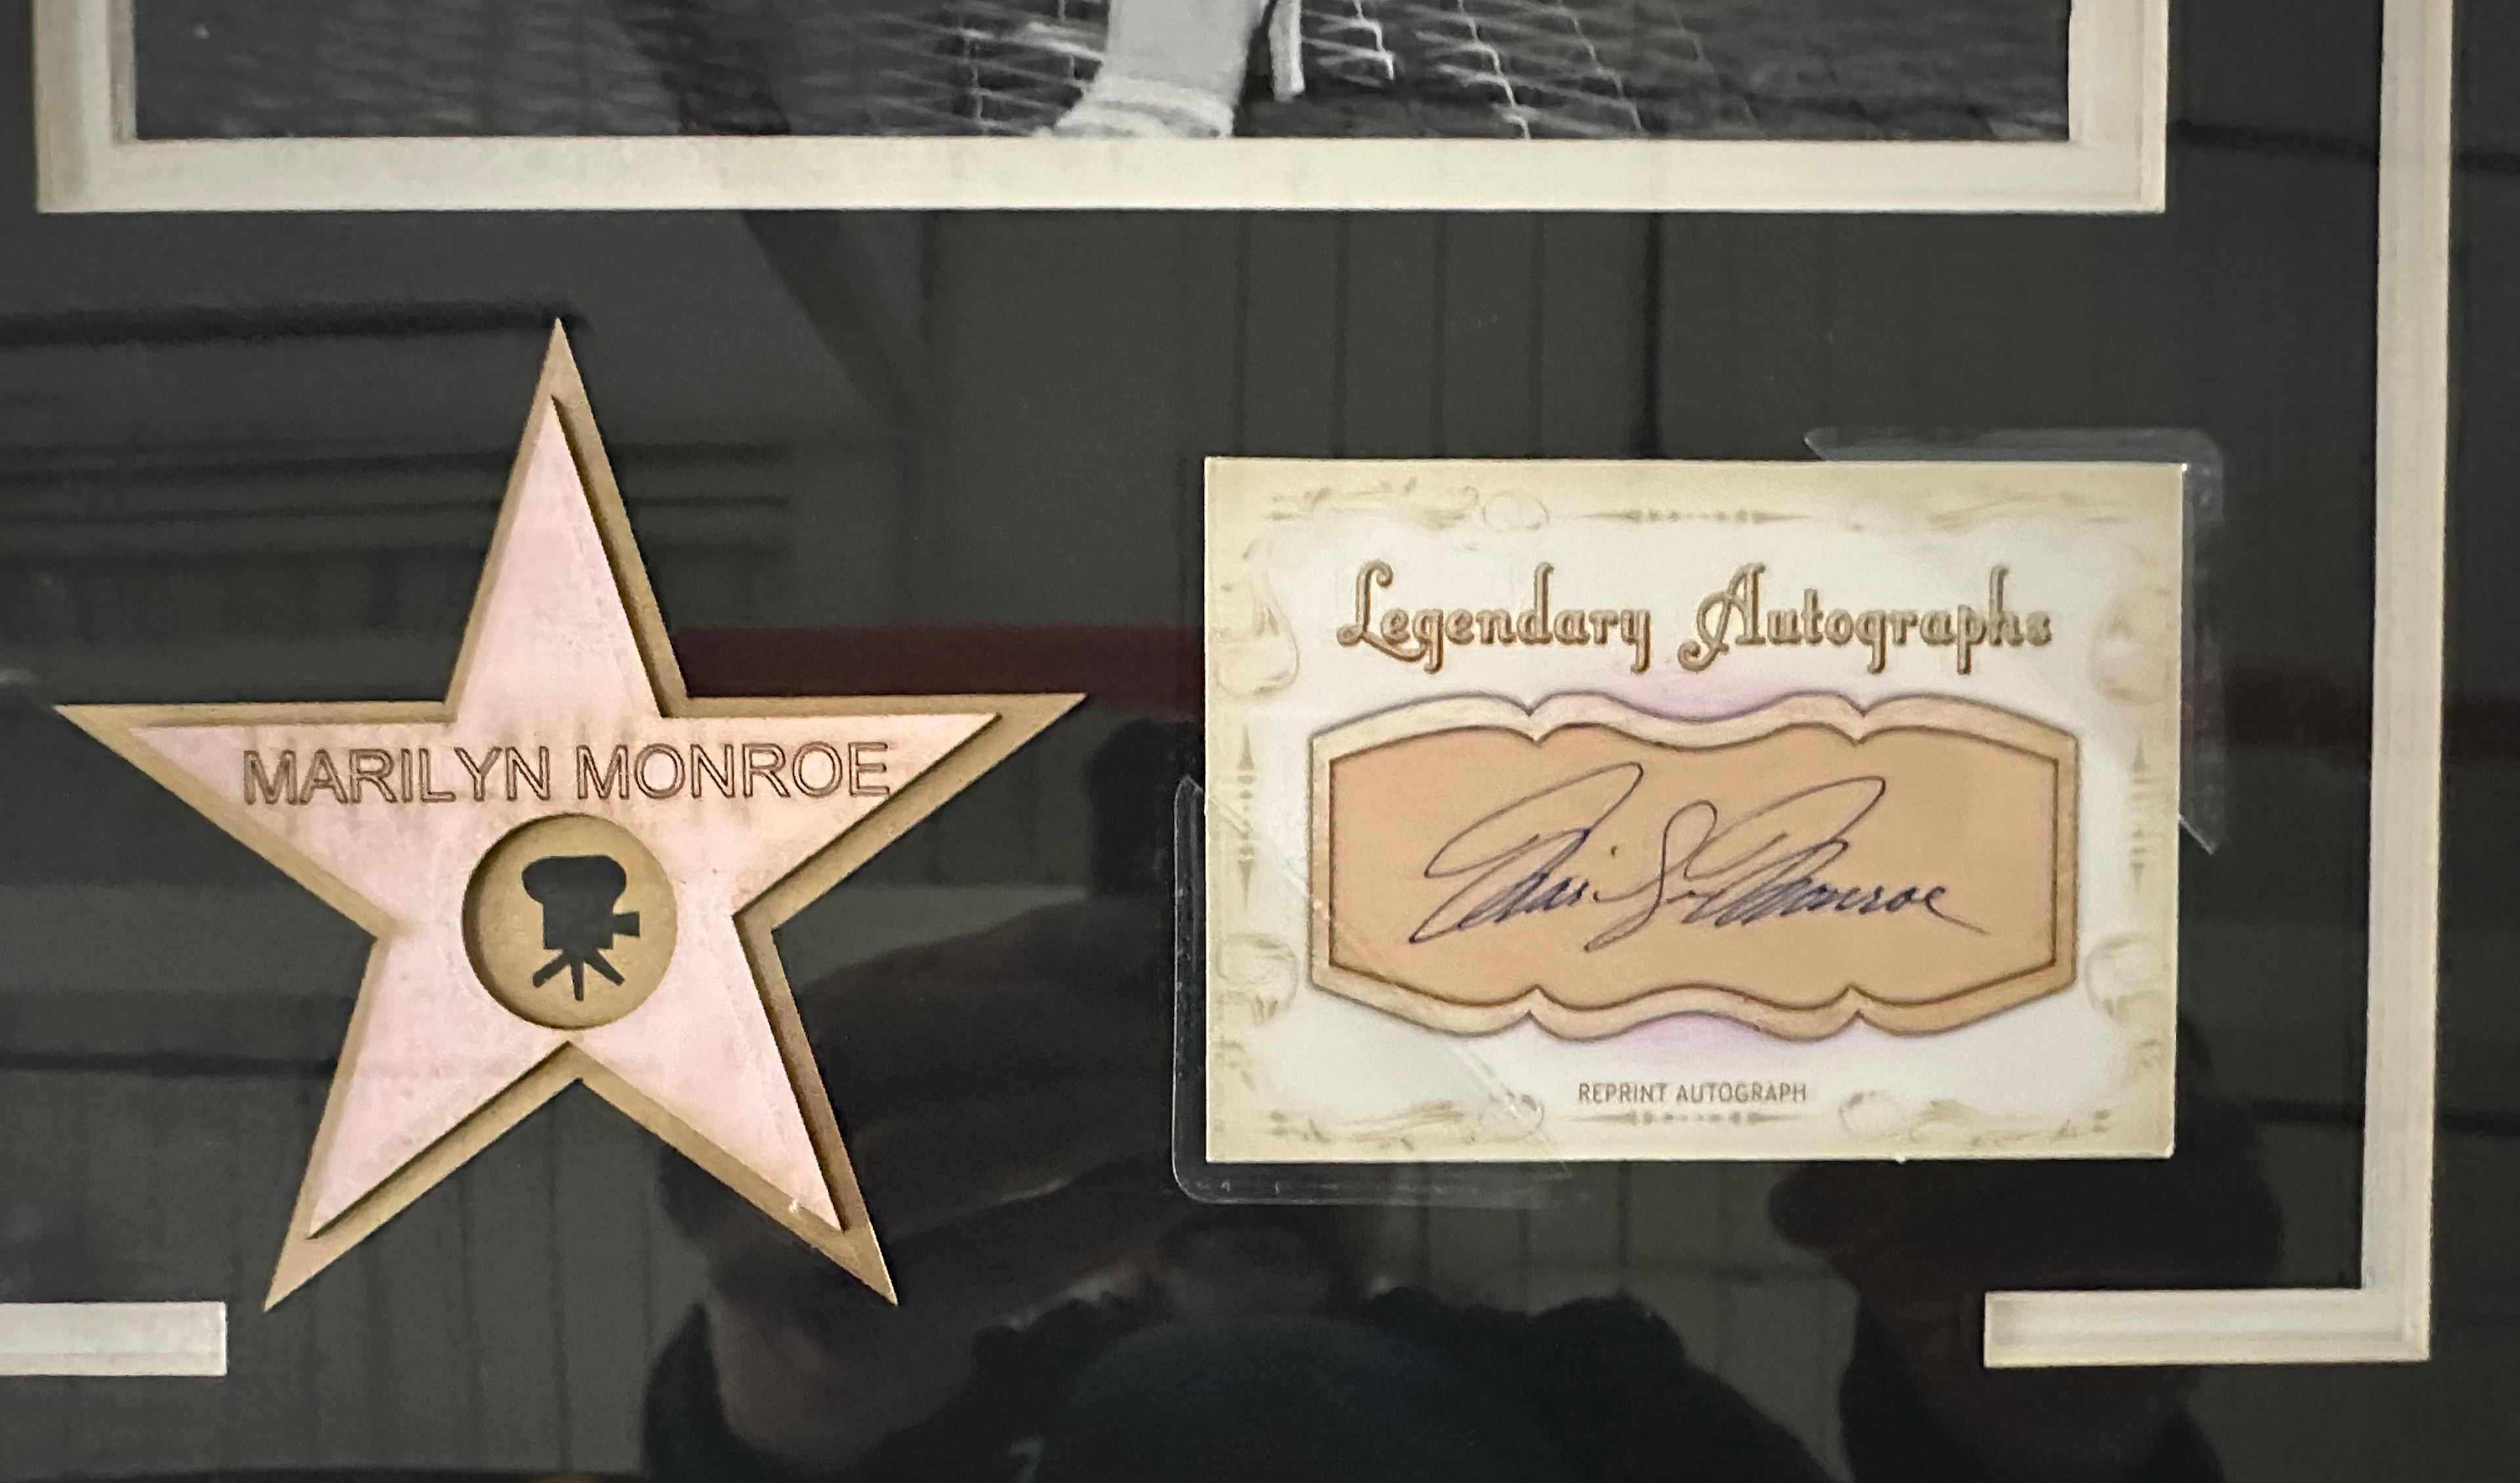 MARILYN MONROE
Legendary Autographs
Marilyn Monroe
REPRINT AUTOGRAPH